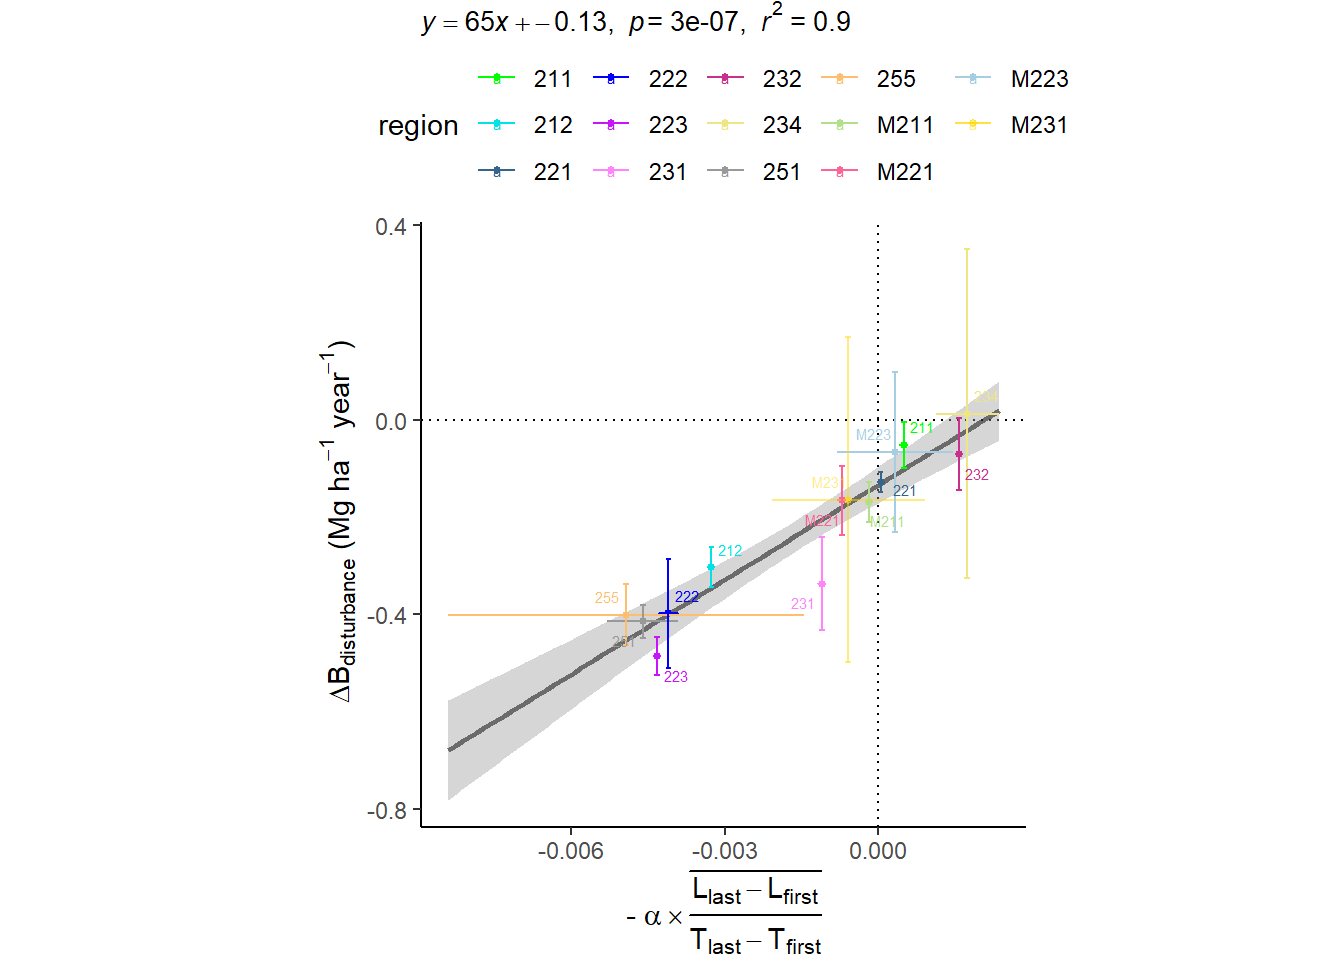 y = 65x + −0.13, p = 3e-07, r² = 0.9
211 222 232 255 M223
region 212 223 234 M211 M231
221 231 251 M221
0.4
0.0
-0.4
-0.8
ΔB_disturbance (Mg ha⁻¹ year⁻¹)
234
211
M223
232
M231
221
M221
M211
212
231
255
222
251
223
-0.006 -0.003 0.000
L_last − L_first
- α ×
T_last − T_first